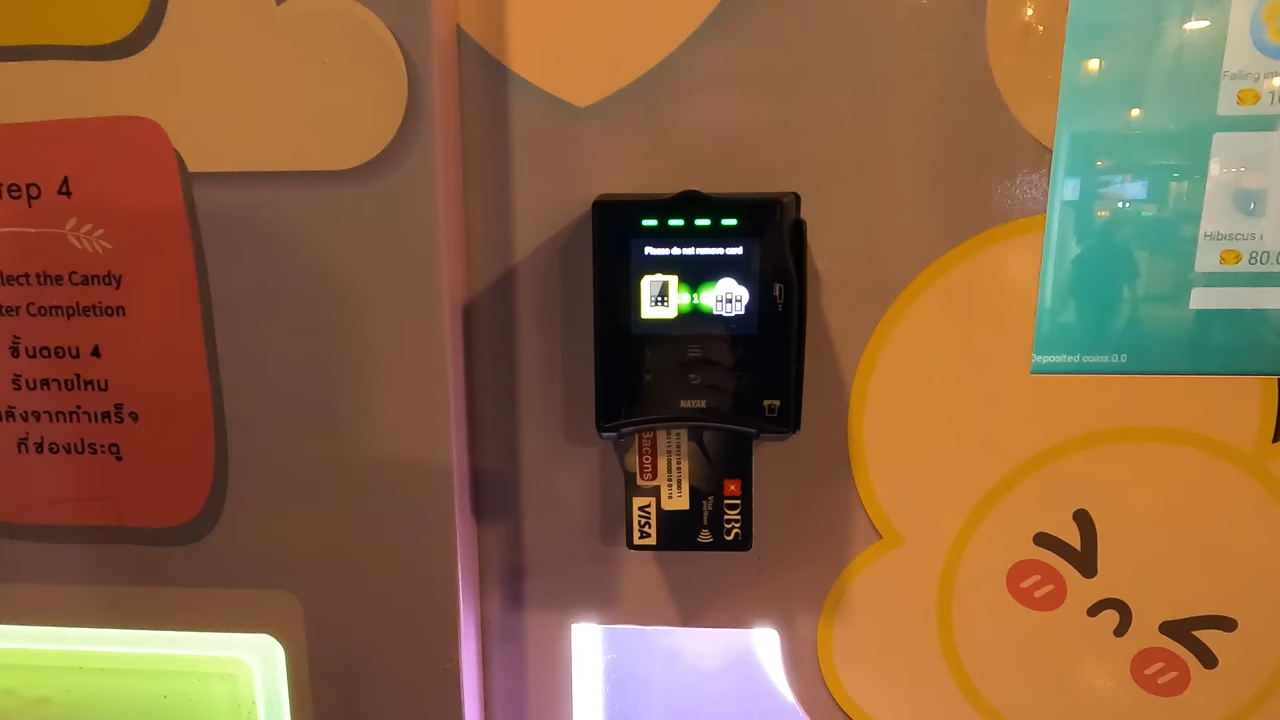 rep 4
lect the Candy
ter Completion
ขั้นตอน 4
รับสายไหม
ลังจากทำเสร็จ
ที่ช่องประตู
Please do not remove card
NAYAX
Bacons
VISA
Visa
DBS
Falling
Hibiscus
80.0
Deposited coins:0.0